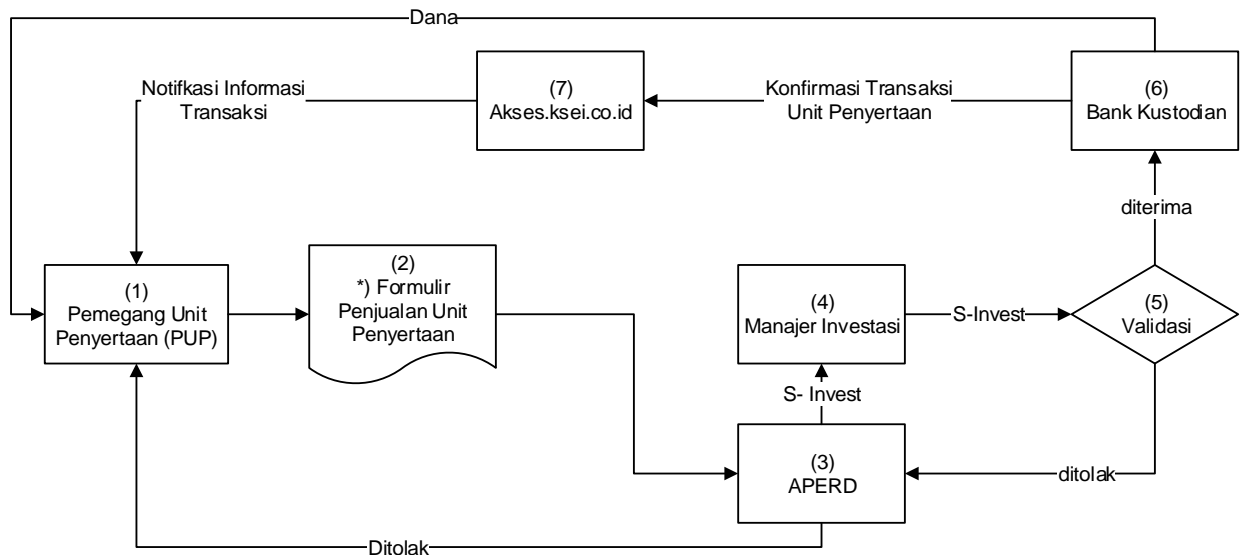 Dana
Notifkasi Informasi
Transaksi
(7)
Akses.ksei.co.id
Konfirmasi Transaksi
Unit Penyertaan
(6)
Bank Kustodian
diterima
(1)
Pemegang Unit
Penyertaan (PUP)
(2)
*) Formulir
Penjualan Unit
Penyertaan
(4)
Manajer Investasi
S-Invest
(5)
Validasi
S- Invest
(3)
APERD
ditolak
Ditolak